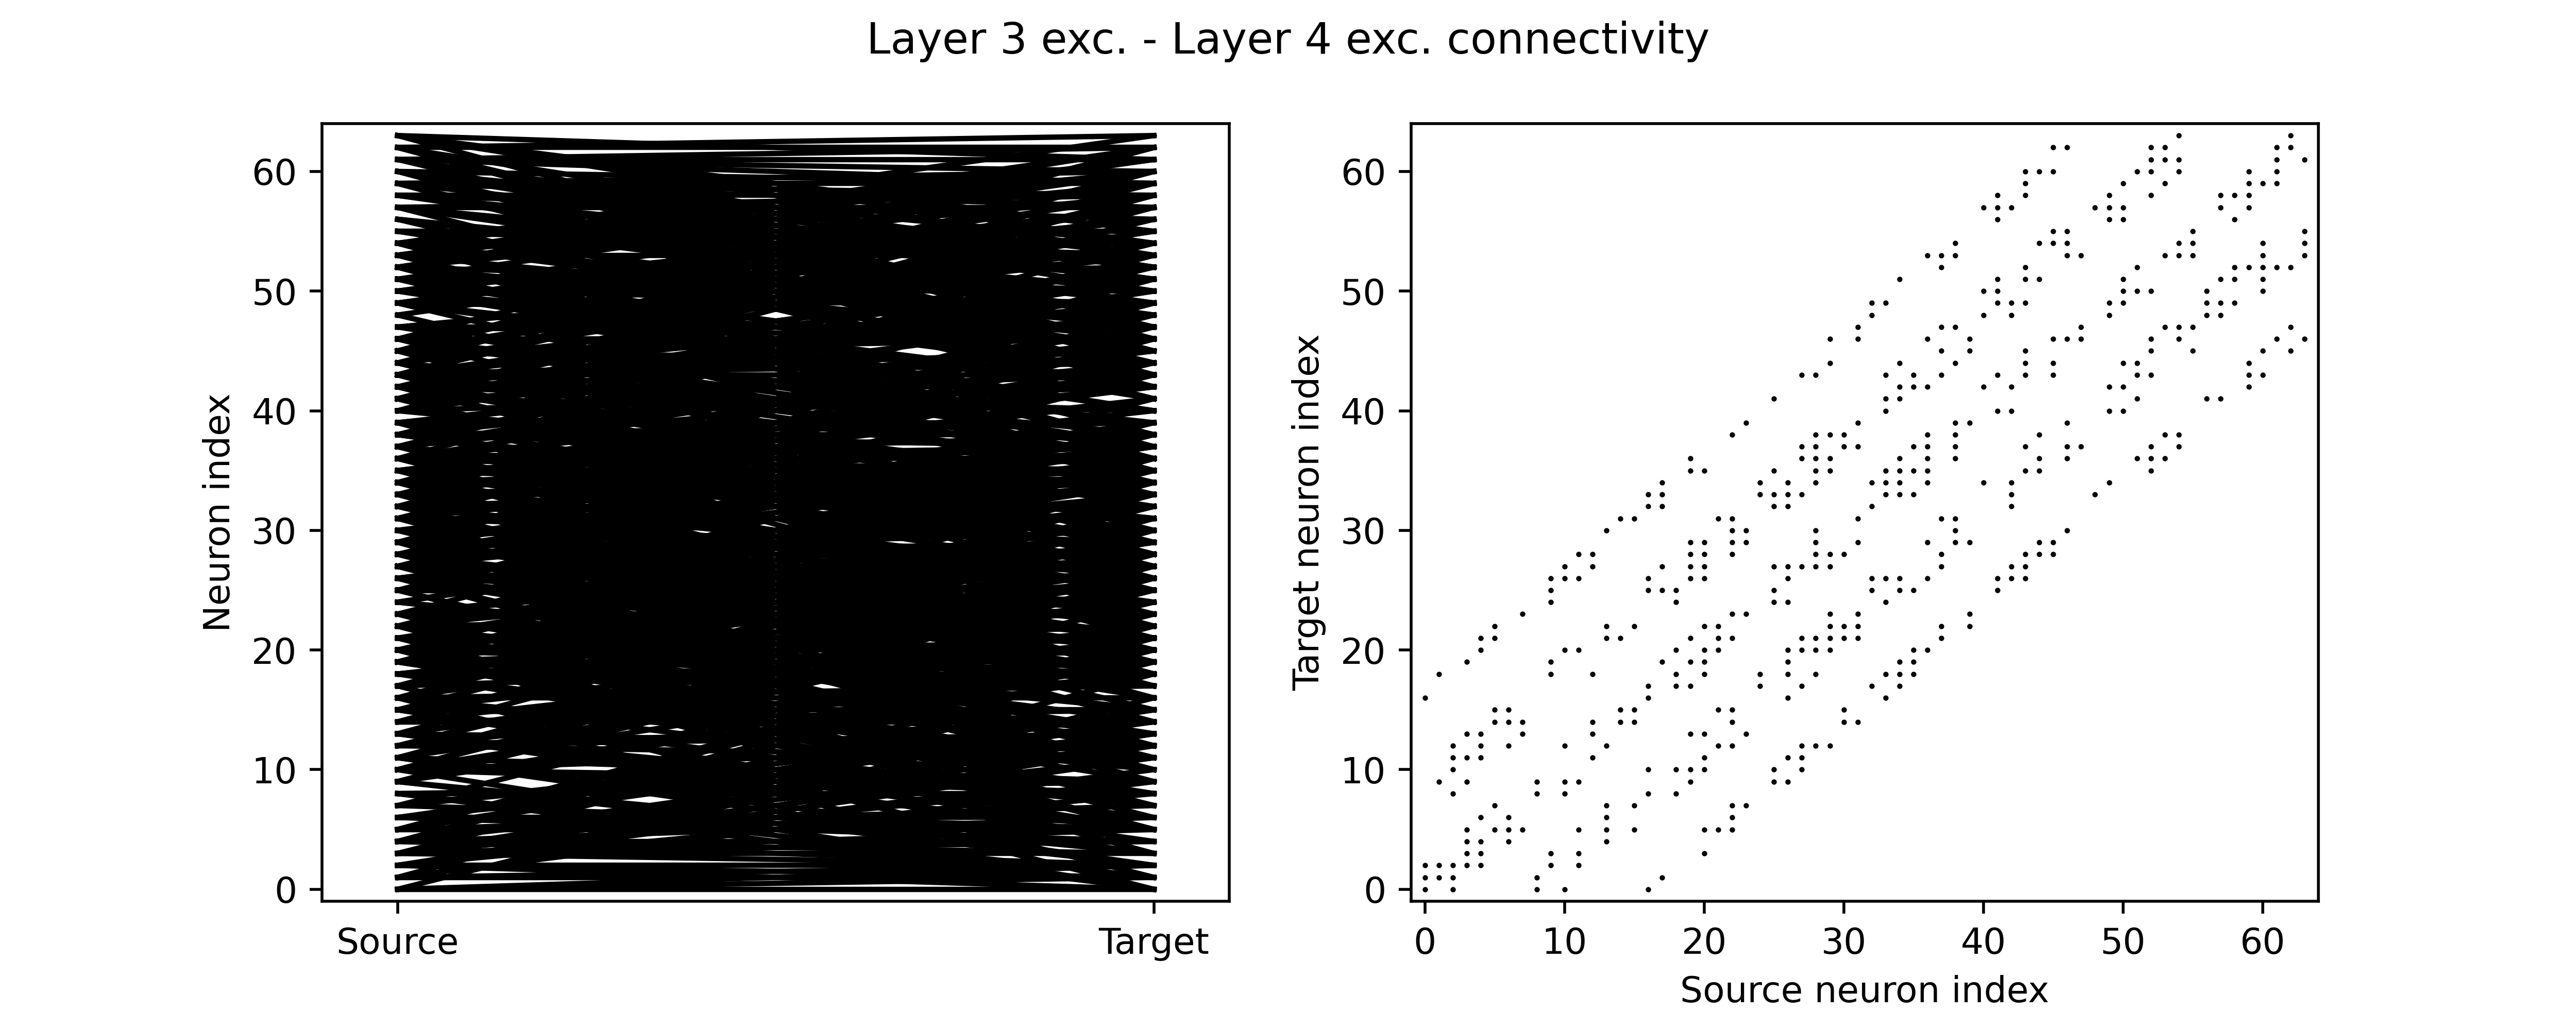 Layer 3 exc. - Layer 4 exc. connectivity
Neuron index
60
50
40
30
20
10
0
Source
Target
Target neuron index
60
50
40
30
20
10
0
0 10 20 30 40 50 60
Source neuron index